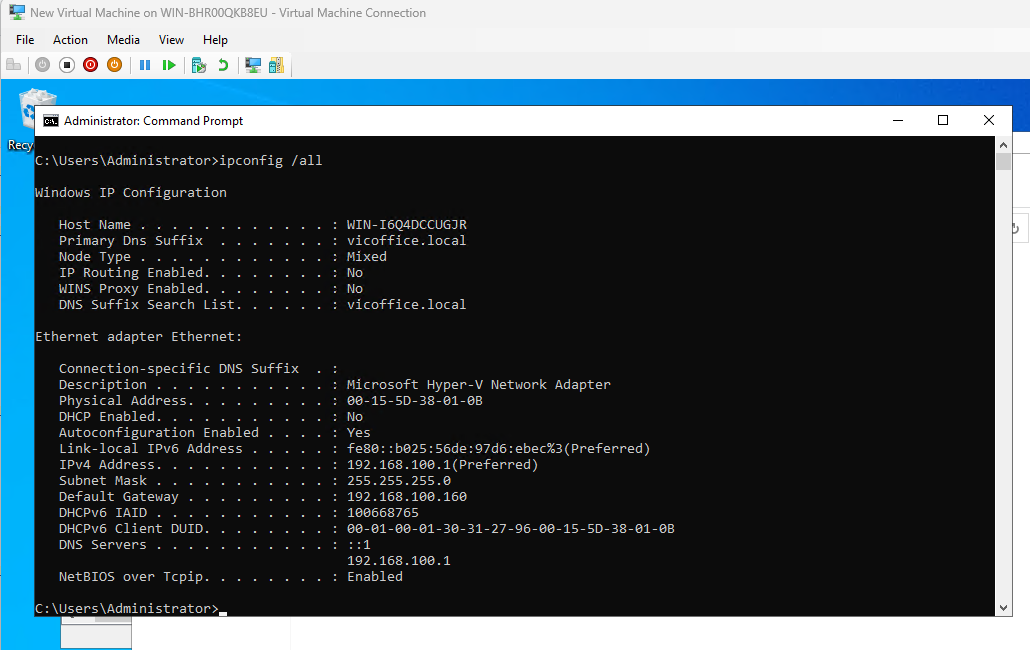 New Virtual Machine on WIN-BHR00QKB8EU - Virtual Machine Connection
File Action Media View Help
Recy
Administrator: Command Prompt
C:\Users\Administrator>ipconfig /all
Windows IP Configuration
Host Name . . . . . . . . . . . . : WIN-I6Q4DCCUGJR
Primary Dns Suffix . . . . . . . : vicoffice.local
Node Type . . . . . . . . . . . . : Mixed
IP Routing Enabled. . . . . . . . : No
WINS Proxy Enabled. . . . . . . . : No
DNS Suffix Search List. . . . . . : vicoffice.local
Ethernet adapter Ethernet:
Connection-specific DNS Suffix . :
Description . . . . . . . . . . . : Microsoft Hyper-V Network Adapter
Physical Address. . . . . . . . . : 00-15-5D-38-01-0B
DHCP Enabled. . . . . . . . . . . : No
Autoconfiguration Enabled . . . . : Yes
Link-local IPv6 Address . . . . . : fe80::b025:56de:97d6:ebec%3(Preferred)
IPv4 Address. . . . . . . . . . . : 192.168.100.1(Preferred)
Subnet Mask . . . . . . . . . . . : 255.255.255.0
Default Gateway . . . . . . . . . : 192.168.100.160
DHCPv6 IAID . . . . . . . . . . . : 100668765
DHCPv6 Client DUID. . . . . . . . : 00-01-00-01-30-31-27-96-00-15-5D-38-01-0B
DNS Servers . . . . . . . . . . . : ::1
192.168.100.1
NetBIOS over Tcpip. . . . . . . . : Enabled
C:\Users\Administrator>